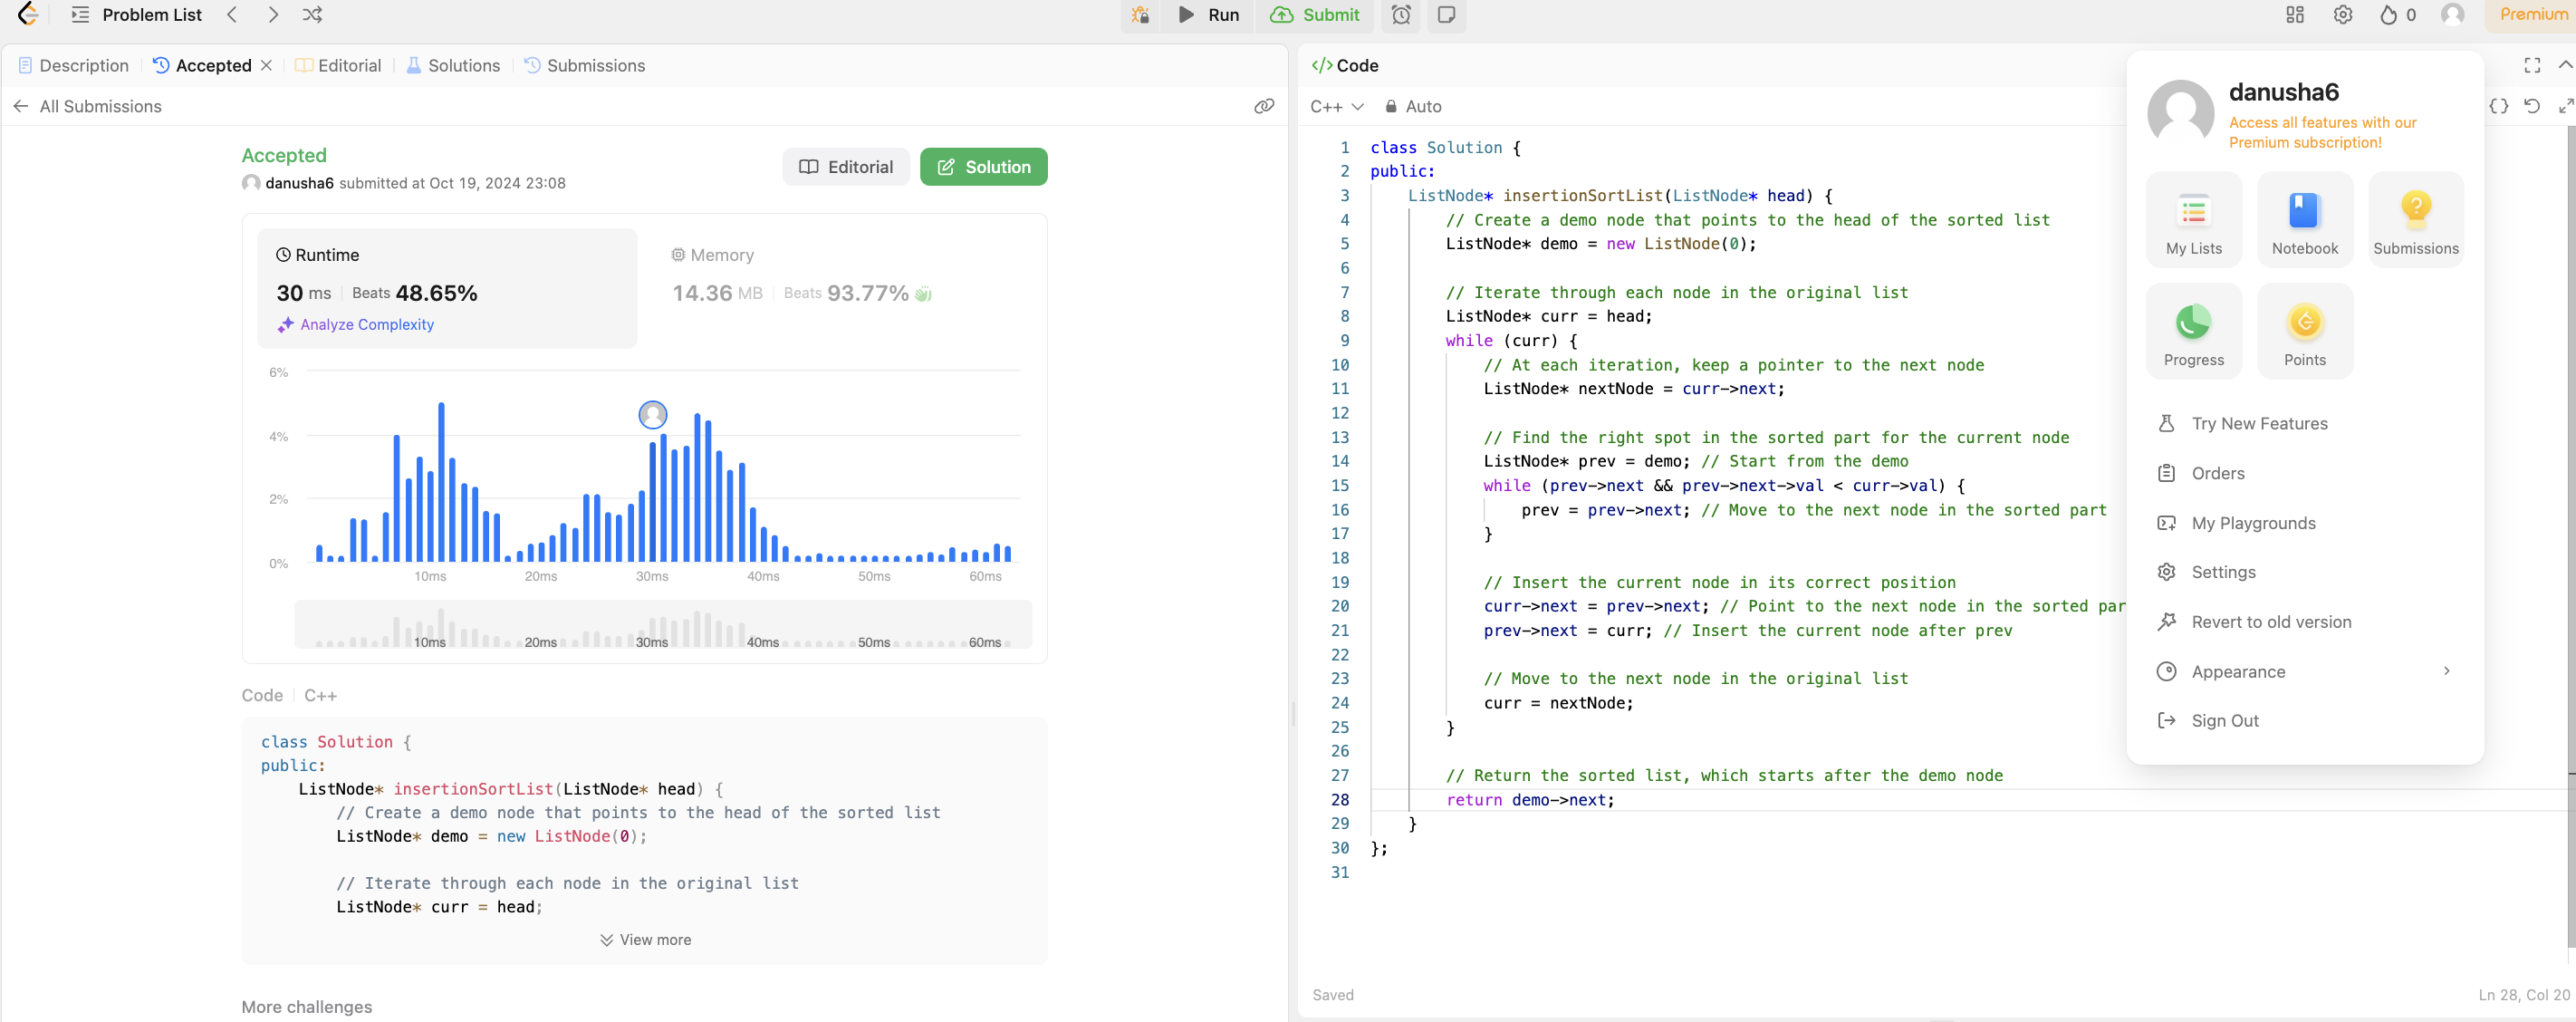 Problem List
Run
Submit
0
Premium
Description
Accepted
Editorial
Solutions
Submissions
All Submissions
Accepted
danusha6 submitted at Oct 19, 2024 23:08
Editorial
Solution
Runtime
30 ms
Beats 48.65%
Analyze Complexity
Memory
14.36 MB
Beats 93.77%
6%
4%
2%
0%
10ms 20ms 30ms 40ms 50ms 60ms
10ms 20ms 30ms 40ms 50ms 60ms
Code
C++
class Solution {
public:
    ListNode* insertionSortList(ListNode* head) {
        // Create a demo node that points to the head of the sorted list
        ListNode* demo = new ListNode(0);

        // Iterate through each node in the original list
        ListNode* curr = head;
View more
More challenges
</> Code
C++
Auto
{}
1 class Solution {
2 public:
3     ListNode* insertionSortList(ListNode* head) {
4         // Create a demo node that points to the head of the sorted list
5         ListNode* demo = new ListNode(0);
6
7         // Iterate through each node in the original list
8         ListNode* curr = head;
9         while (curr) {
10             // At each iteration, keep a pointer to the next node
11             ListNode* nextNode = curr->next;
12
13             // Find the right spot in the sorted part for the current node
14             ListNode* prev = demo; // Start from the demo
15             while (prev->next && prev->next->val < curr->val) {
16                 prev = prev->next; // Move to the next node in the sorted part
17             }
18
19             // Insert the current node in its correct position
20             curr->next = prev->next; // Point to the next node in the sorted par
21             prev->next = curr; // Insert the current node after prev
22
23             // Move to the next node in the original list
24             curr = nextNode;
25         }
26
27         // Return the sorted list, which starts after the demo node
28         return demo->next;
29     }
30 };
31
Saved
Ln 28, Col 20
danusha6
Access all features with our
Premium subscription!
My Lists
Notebook
Submissions
Progress
Points
Try New Features
Orders
My Playgrounds
Settings
Revert to old version
Appearance
Sign Out